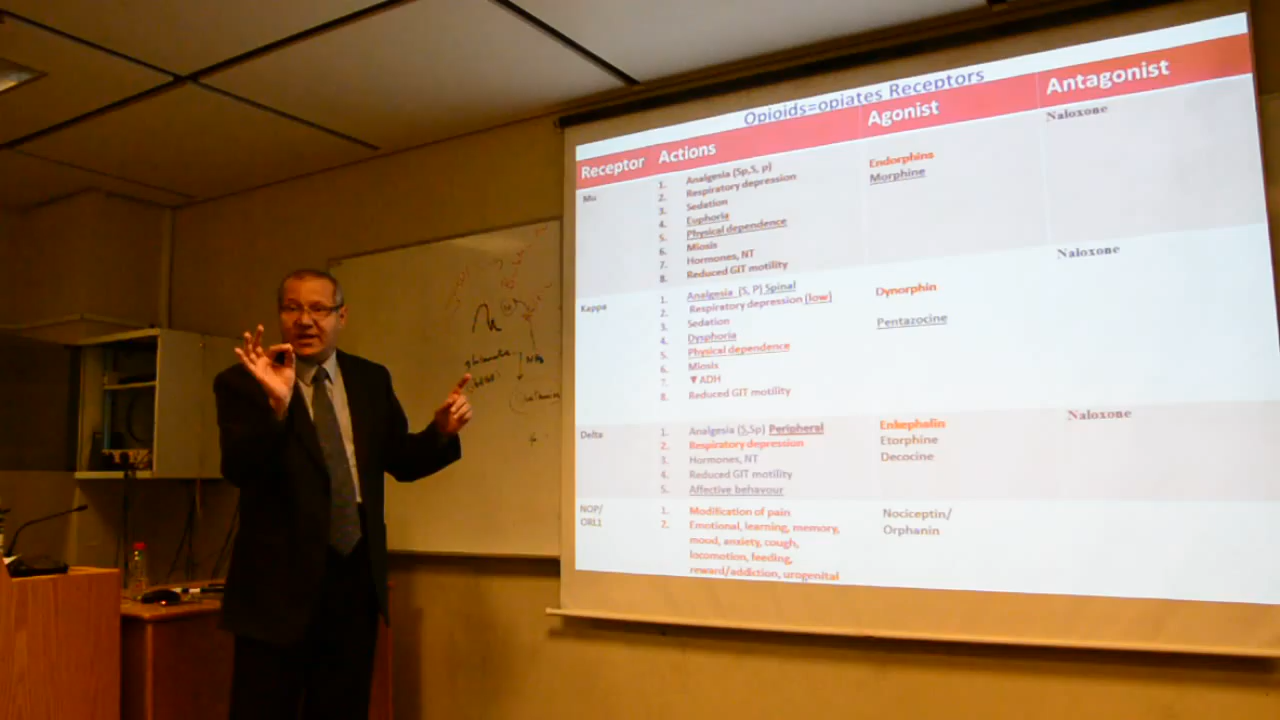 Opioids=opiates Receptors
Receptor Actions Agonist Antagonist
Mu
1. Analgesia (Sp,S, p)
2. Respiratory depression
3. Sedation
4. Euphoria
5. Physical dependence
6. Miosis
7. Hormones, NT
8. Reduced GIT motility
Endorphins
Morphine
Naloxone
Kappa
1. Analgesia (S, P) Spinal
2. Respiratory depression (low)
3. Sedation
4. Dysphoria
5. Physical dependence
6. Miosis
7. ▼ADH
8. Reduced GIT motility
Dynorphin
Pentazocine
Naloxone
Delta
1. Analgesia (S,Sp) Peripheral
2. Respiratory depression
3. Hormones, NT
4. Reduced GIT motility
5. Affective behavour
Enkephalin
Etorphine
Decocine
Naloxone
NOP/
ORL1
1. Modification of pain
2. Emotional, learning, memory,
moud, anxiety, cough,
locomotion, feeding,
reward/addiction, urogenital
Nociceptin/
Orphanin